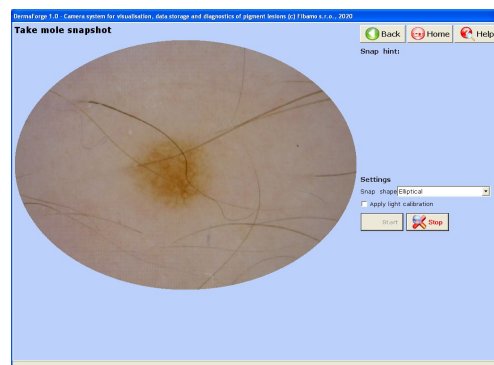 DermaForge 1.0 - Camera system for visualisation, data storage and diagnostics of pigment lesions (c) Fibamo s.r.o., 2020
Take mole snapshot
Back
Home
Help
Snap hint:
Settings
Snap shape Elliptical
Apply light calibration
Start
Stop